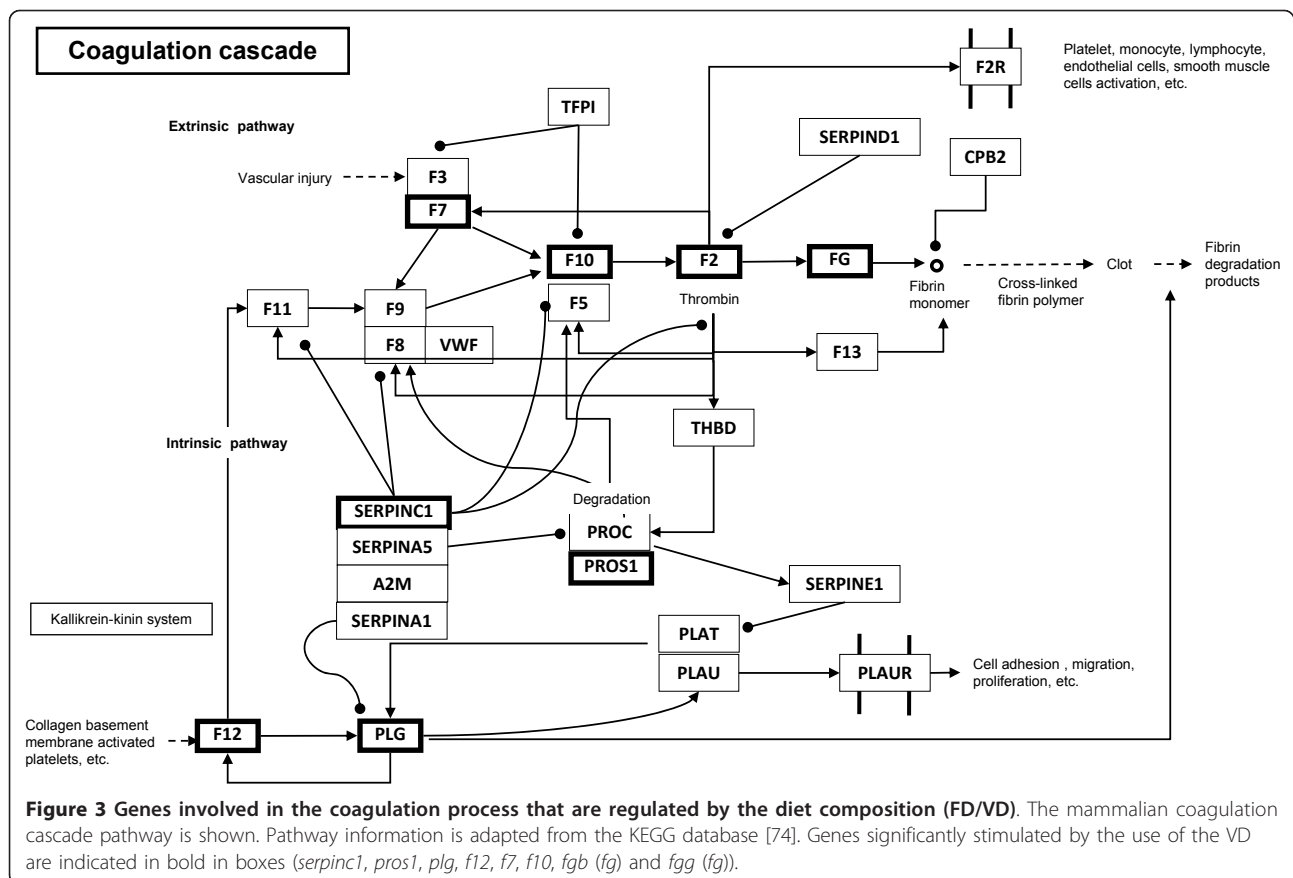 Coagulation cascade
Platelet, monocyte, lymphocyte,
endothelial cells, smooth muscle
cells activation, etc.
F2R
TFPI
Extrinsic pathway
SERPIND1
CPB2
Vascular injury
F3
F7
F10
F2
FG
Fibrin
degradation
products
Clot
Thrombin
Fibrin
monomer
Cross-linked
fibrin polymer
F11
F9
F5
F8
VWF
F13
THBD
Intrinsic pathway
Degradation
SERPINC1
PROC
SERPINA5
PROS1
A2M
SERPINE1
Kallikrein-kinin system
SERPINA1
PLAT
PLAU
PLAUR
Cell adhesion , migration,
proliferation, etc.
Collagen basement
membrane activated
platelets, etc.
F12
PLG
Figure 3 Genes involved in the coagulation process that are regulated by the diet composition (FD/VD). The mammalian coagulation
cascade pathway is shown. Pathway information is adapted from the KEGG database [74]. Genes significantly stimulated by the use of the VD
are indicated in bold in boxes (serpinc1, pros1, plg, f12, f7, f10, fgb (fg) and fgg (fg)).